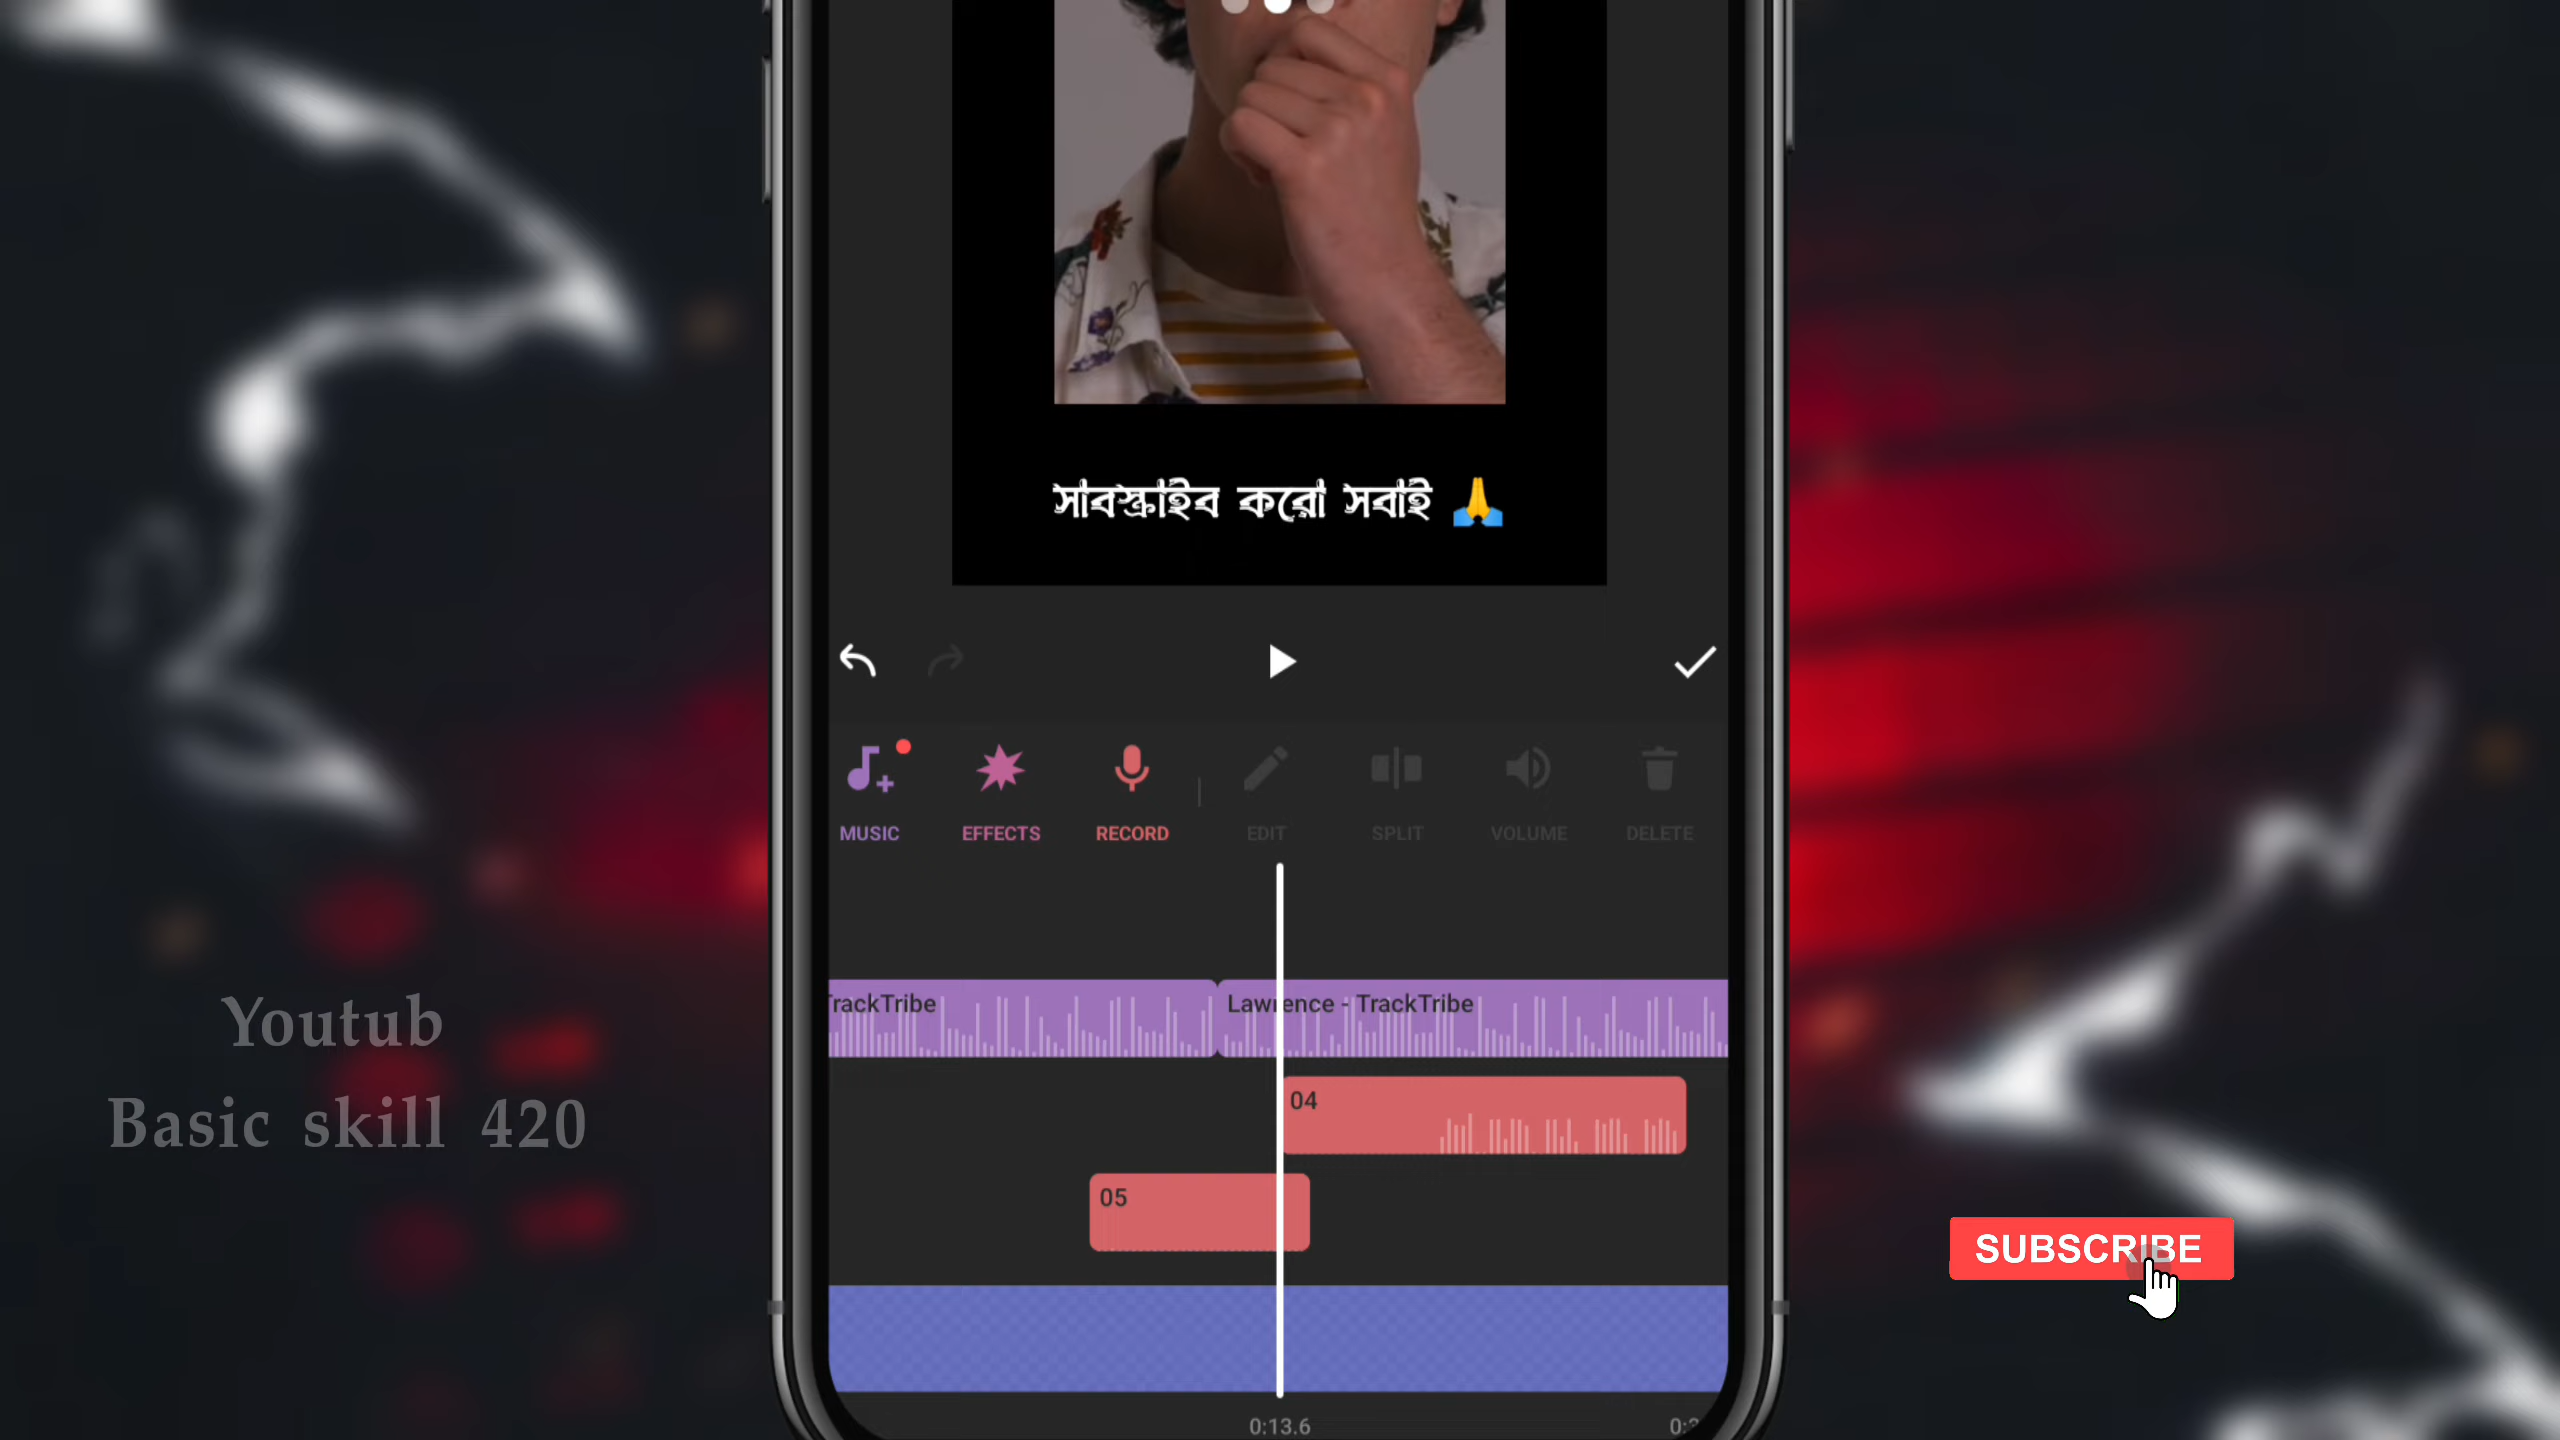 সাবস্ক্রাইব করো সবাই 🙏
MUSIC EFFECTS RECORD EDIT SPLIT VOLUME DELETE
TrackTribe Lawrence - TrackTribe
04
05
Youtub
Basic skill 420
SUBSCRIBE
0:13.6